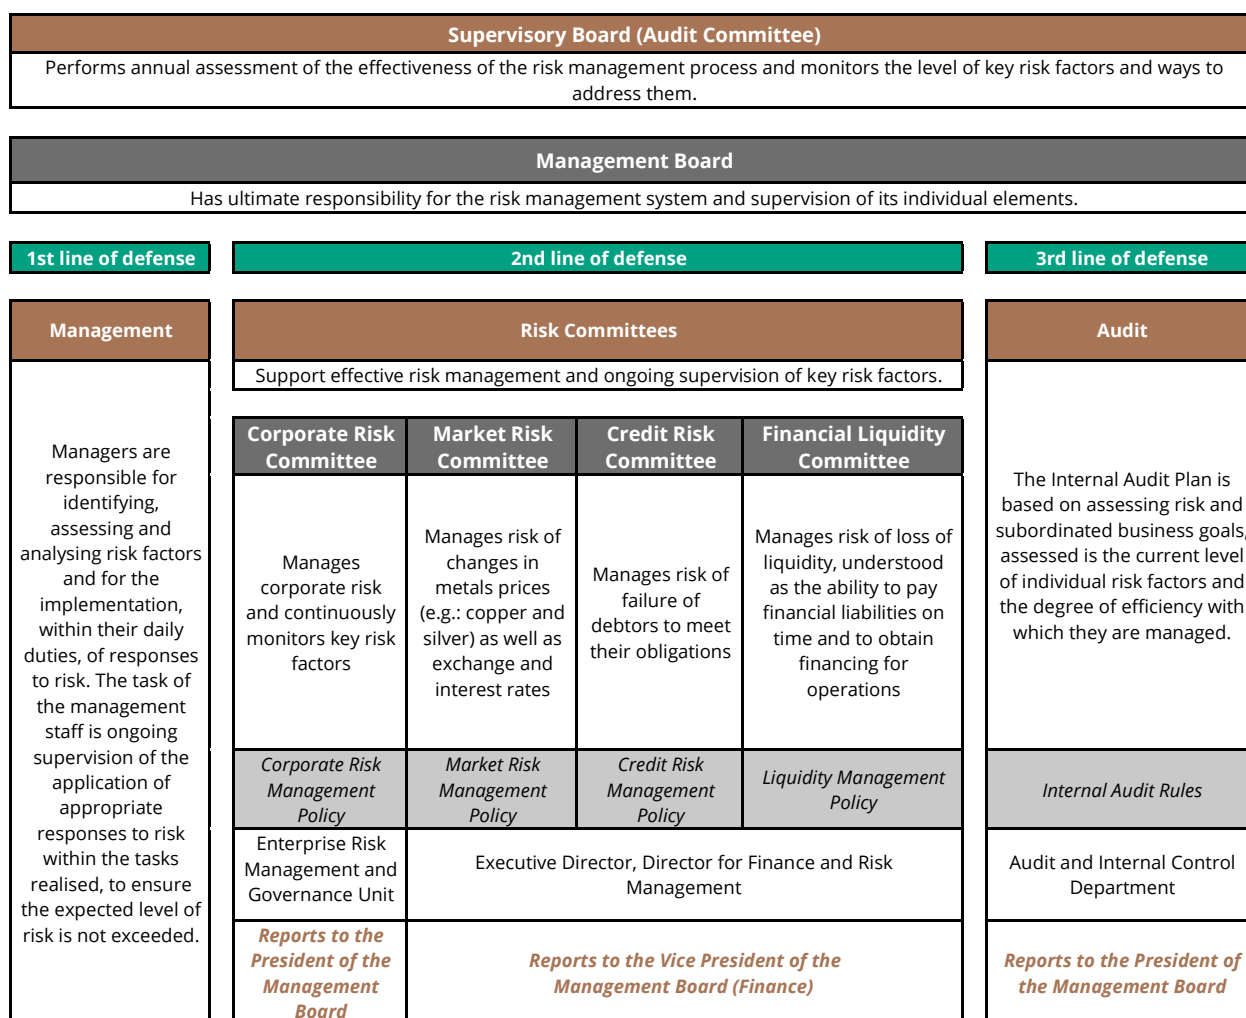 Supervisory Board (Audit Committee)
Performs annual assessment of the effectiveness of the risk management process and monitors the level of key risk factors and ways to
address them.
Management Board
Has ultimate responsibility for the risk management system and supervision of its individual elements.
1st line of defense
2nd line of defense
3rd line of defense
Management
Risk Committees
Audit
Support effective risk management and ongoing supervision of key risk factors.
Managers are
responsible for
identifying,
assessing and
analysing risk factors
and for the
implementation,
within their daily
duties, of responses
to risk. The task of
the management
staff is ongoing
supervision of the
application of
appropriate
responses to risk
within the tasks
realised, to ensure
the expected level of
risk is not exceeded.
Corporate Risk
Committee
Market Risk
Committee
Credit Risk
Committee
Financial Liquidity
Committee
Manages
corporate risk
and continuously
monitors key risk
factors
Manages risk of
changes in
metals prices
(e.g.: copper and
silver) as well as
exchange and
interest rates
Manages risk of
failure of
debtors to meet
their obligations
Manages risk of loss of
liquidity, understood
as the ability to pay
financial liabilities on
time and to obtain
financing for
operations
The Internal Audit Plan is
based on assessing risk and
subordinated business goals,
assessed is the current level
of individual risk factors and
the degree of efficiency with
which they are managed.
Corporate Risk
Management
Policy
Market Risk
Management
Policy
Credit Risk
Management
Policy
Liquidity Management
Policy
Internal Audit Rules
Enterprise Risk
Management and
Governance Unit
Executive Director, Director for Finance and Risk
Management
Audit and Internal Control
Department
Reports to the
President of the
Management
Board
Reports to the Vice President of the
Management Board (Finance)
Reports to the President of
the Management Board